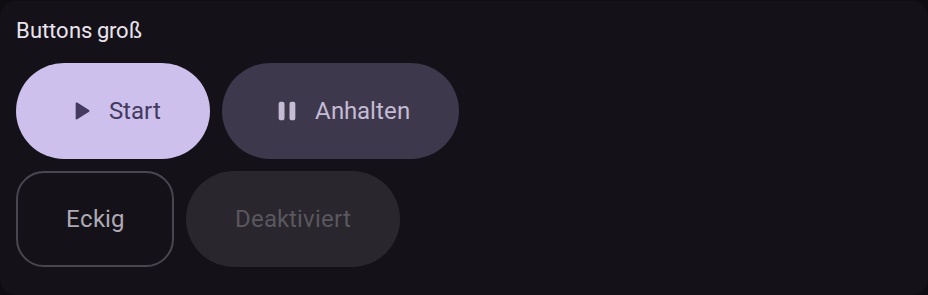 Buttons groß
Start
Anhalten
Eckig
Deaktiviert